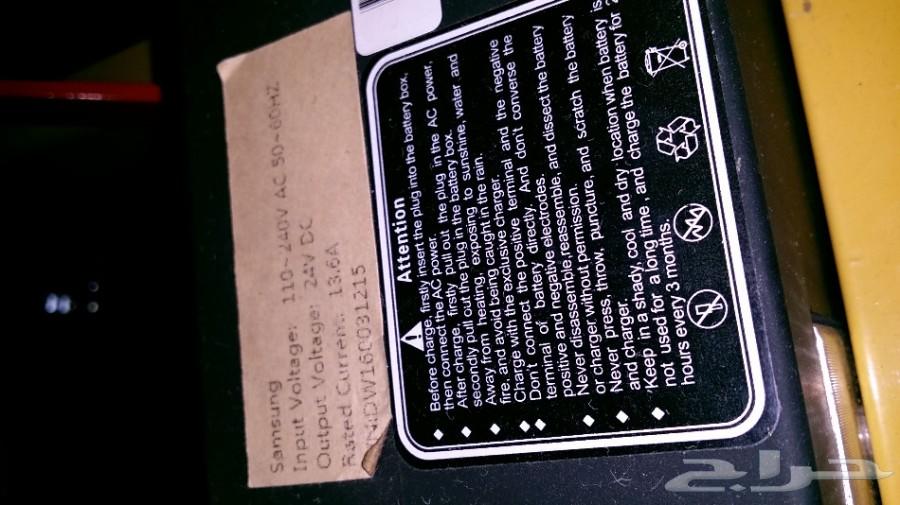 Samsung
Input Voltage: 110~240V AC 50~60HZ
Output Voltage: 24V DC
Rated Current: 13.6A
DW160031215
Attention
Before charge, firstly insert the plug into the battery box,
then connect the AC power.
After charge, firstly pull out the plug in the AC power,
secondly pull out the plug in the battery box.
Away from heating, exposing to sunshine, water and
fire, and avoid being caught in the rain.
Charge with the exclusive charger.
Don't connect the positive terminal and the negative
terminal of battery directly. And don't converse the
positive and negative electrodes.
Never disassemble,reassemble, and dissect the battery
or charger without permission.
Never press, throw, puncture, and scratch the battery
and charger.
Keep in a shady, cool and dry location when battery is
not used for a long time, and charge the battery for 2
hours every 3 months.
حراج